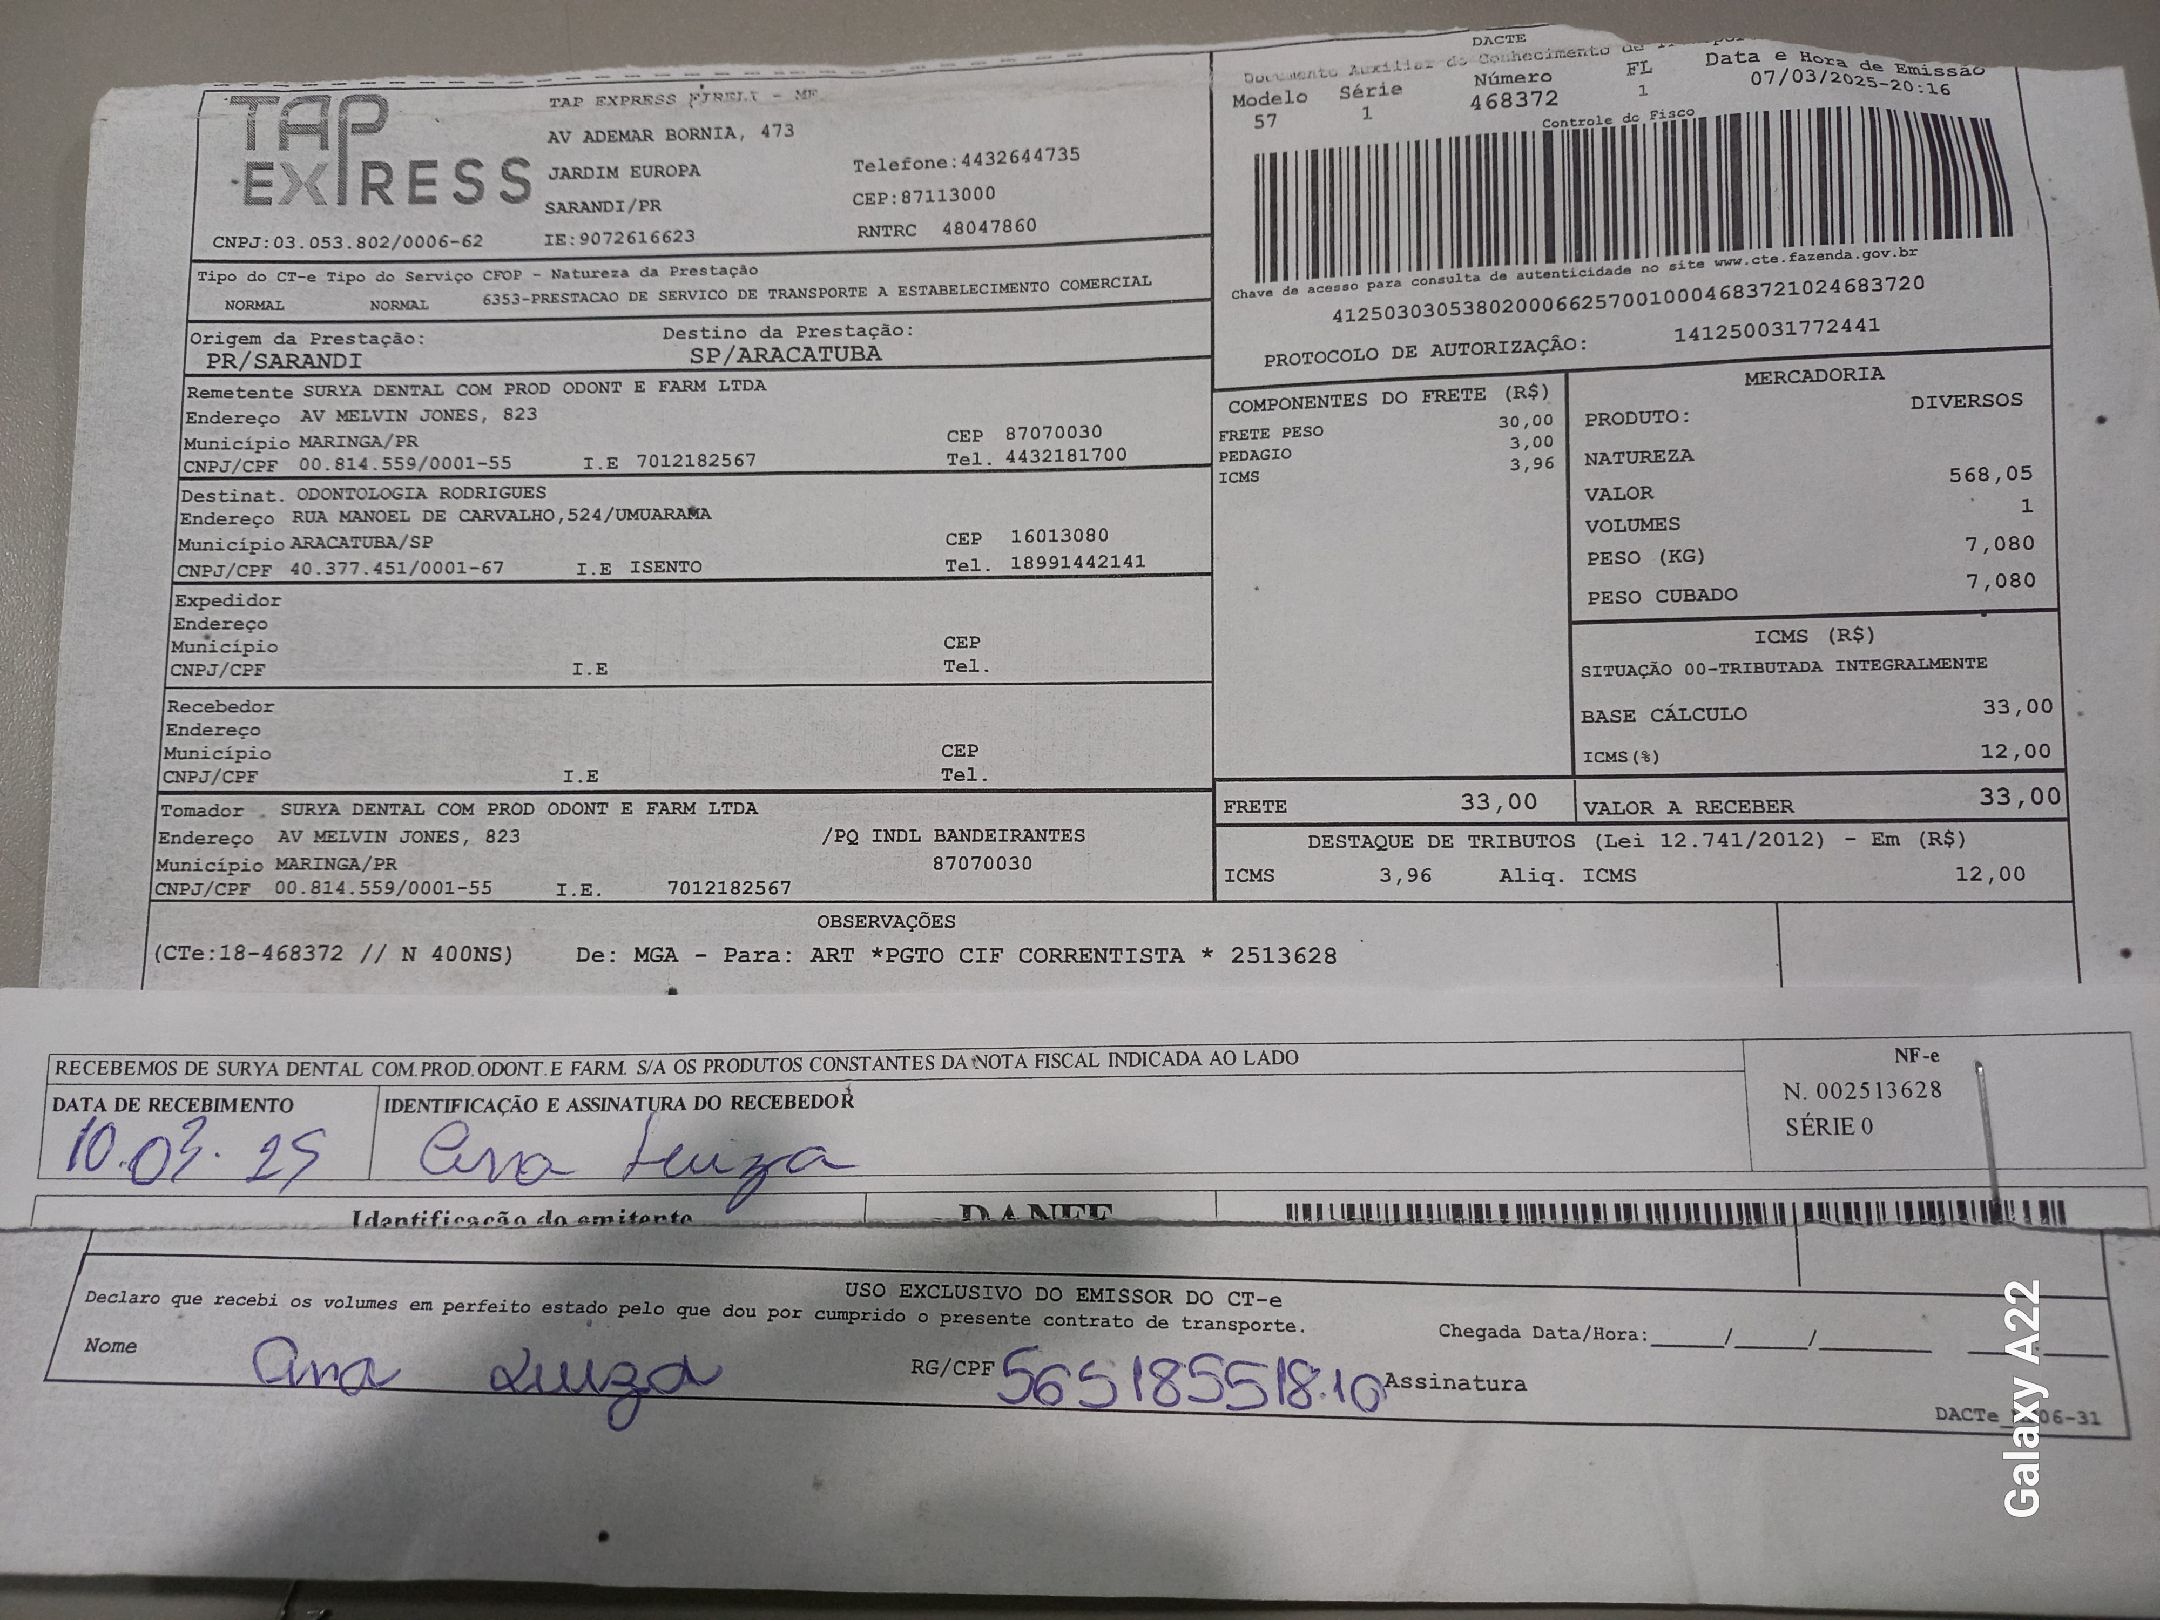 TAP EXPRESS
TAP EXPRESS EIRELI - ME
AV ADEMAR BORNIA, 473
JARDIM EUROPA Telefone:4432644735
SARANDI/PR CEP:87113000
CNPJ:03.053.802/0006-62 IE:9072616623 RNTRC 48047860
DACTE
Documento Auxiliar do Conhecimento de
Modelo Série Número FL Data e Hora de Emissão
57 1 468372 1 07/03/2025-20:16
Controle do Fisco
Chave de acesso para consulta de autenticidade no site www.cte.fazenda.gov.br
41250303053802000662570010004683721024683720
PROTOCOLO DE AUTORIZAÇÃO: 141250031772441
Tipo do CT-e Tipo do Serviço CFOP - Natureza da Prestação
NORMAL NORMAL 6353-PRESTACAO DE SERVICO DE TRANSPORTE A ESTABELECIMENTO COMERCIAL
Origem da Prestação: Destino da Prestação:
PR/SARANDI SP/ARACATUBA
Remetente SURYA DENTAL COM PROD ODONT E FARM LTDA
Endereço AV MELVIN JONES, 823
Município MARINGA/PR CEP 87070030
CNPJ/CPF 00.814.559/0001-55 I.E 7012182567 Tel. 4432181700
Destinat. ODONTOLOGIA RODRIGUES
Endereço RUA MANOEL DE CARVALHO,524/UMUARAMA
Município ARACATUBA/SP CEP 16013080
CNPJ/CPF 40.377.451/0001-67 I.E ISENTO Tel. 18991442141
Expedidor
Endereço
Município CEP
CNPJ/CPF I.E Tel.
Recebedor
Endereço
Município CEP
CNPJ/CPF I.E Tel.
Tomador SURYA DENTAL COM PROD ODONT E FARM LTDA
Endereço AV MELVIN JONES, 823 /PQ INDL BANDEIRANTES
Município MARINGA/PR 87070030
CNPJ/CPF 00.814.559/0001-55 I.E. 7012182567
COMPONENTES DO FRETE (R$)
FRETE PESO 30,00
PEDAGIO 3,00
ICMS 3,96
MERCADORIA
PRODUTO: DIVERSOS
NATUREZA
VALOR 568,05
VOLUMES 1
PESO (KG) 7,080
PESO CUBADO 7,080
ICMS (R$)
SITUAÇÃO 00-TRIBUTADA INTEGRALMENTE
BASE CÁLCULO 33,00
ICMS(%) 12,00
FRETE 33,00 VALOR A RECEBER 33,00
DESTAQUE DE TRIBUTOS (Lei 12.741/2012) - Em (R$)
ICMS 3,96 Aliq. ICMS 12,00
OBSERVAÇÕES
(CTe:18-468372 // N 400NS) De: MGA - Para: ART *PGTO CIF CORRENTISTA * 2513628
RECEBEMOS DE SURYA DENTAL COM.PROD.ODONT.E FARM. S/A OS PRODUTOS CONSTANTES DA NOTA FISCAL INDICADA AO LADO
NF-e
N. 002513628
SÉRIE 0
DATA DE RECEBIMENTO IDENTIFICAÇÃO E ASSINATURA DO RECEBEDOR
10.03.25 Ana Luiza
Identificação do emitente DANFE
USO EXCLUSIVO DO EMISSOR DO CT-e
Declaro que recebi os volumes em perfeito estado pelo que dou por cumprido o presente contrato de transporte.
Chegada Data/Hora:_____/_____/_______
Nome Ana Luiza RG/CPF 565185518.10 Assinatura
DACTe 06-31
Galaxy A22